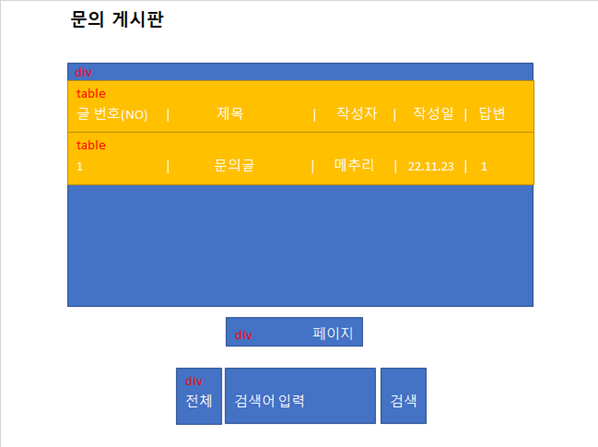 문의 게시판
div
table
글 번호(NO) | 제목 | 작성자 | 작성일 | 답변
table
1 | 문의글 | 메추리 | 22.11.23 | 1
div 페이지
div
전체 검색어 입력 검색